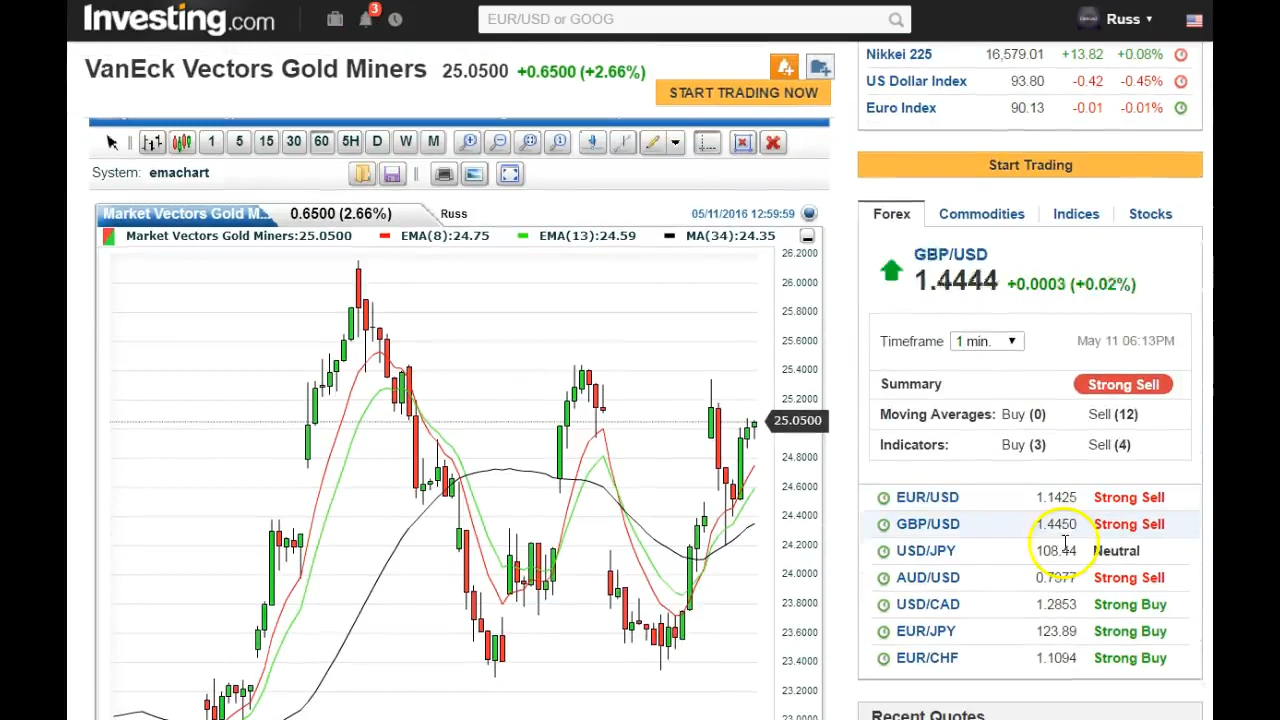 Investing.com
3
EUR/USD or GOOG
Russ
VanEck Vectors Gold Miners 25.0500 +0.6500 (+2.66%)
START TRADING NOW
1 5 15 30 60 5H D W M
System: emachart
Market Vectors Gold M... 0.6500 (2.66%) Russ 05/11/2016 12:59:59
Market Vectors Gold Miners:25.0500 EMA(8):24.75 EMA(13):24.59 MA(34):24.35
26.2000
26.0000
25.8000
25.6000
25.4000
25.2000
25.0500
24.8000
24.6000
24.4000
24.2000
24.0000
23.8000
23.6000
23.4000
23.2000
23.0000
Nikkei 225 16,579.01 +13.82 +0.08%
US Dollar Index 93.80 -0.42 -0.45%
Euro Index 90.13 -0.01 -0.01%
Start Trading
Forex Commodities Indices Stocks
GBP/USD
1.4444 +0.0003 (+0.02%)
Timeframe 1 min. May 11 06:13PM
Summary Strong Sell
Moving Averages: Buy (0) Sell (12)
Indicators: Buy (3) Sell (4)
EUR/USD 1.1425 Strong Sell
GBP/USD 1.4450 Strong Sell
USD/JPY 108.44 Neutral
AUD/USD Strong Sell
USD/CAD 1.2853 Strong Buy
EUR/JPY 123.89 Strong Buy
EUR/CHF 1.1094 Strong Buy
Recent Quotes